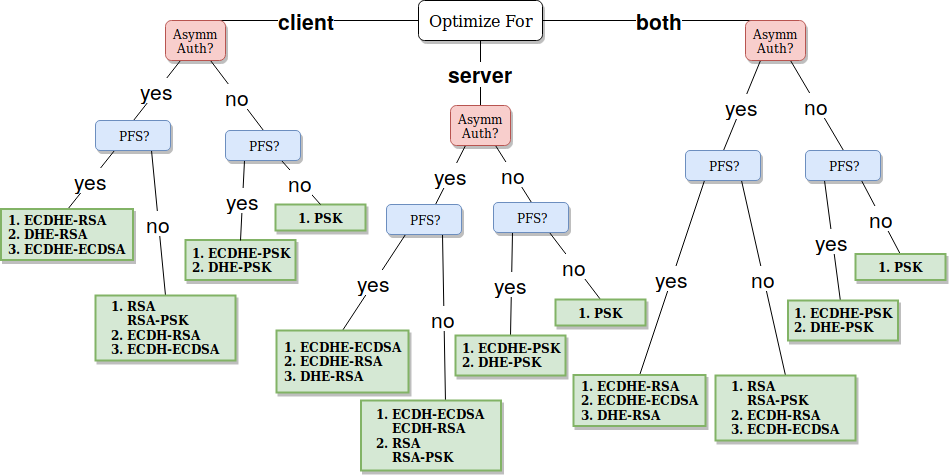 Optimize For
client
server
both
Asymm
Auth?
yes
no
PFS?
yes
no
1. ECDHE-RSA
2. DHE-RSA
3. ECDHE-ECDSA
1. RSA
RSA-PSK
2. ECDH-RSA
3. ECDH-ECDSA
PFS?
yes
no
1. ECDHE-PSK
2. DHE-PSK
1. PSK
Asymm
Auth?
yes
no
PFS?
yes
no
1. ECDHE-ECDSA
2. ECDHE-RSA
3. DHE-RSA
1. ECDH-ECDSA
ECDH-RSA
2. RSA
RSA-PSK
PFS?
yes
no
1. ECDHE-PSK
2. DHE-PSK
1. PSK
Asymm
Auth?
yes
no
PFS?
yes
no
1. ECDHE-RSA
2. ECDHE-ECDSA
3. DHE-RSA
1. RSA
RSA-PSK
2. ECDH-RSA
3. ECDH-ECDSA
PFS?
yes
no
1. ECDHE-PSK
2. DHE-PSK
1. PSK